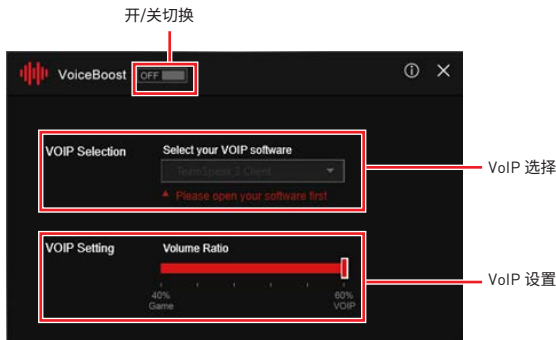 开/关切换
VoiceBoost OFF
VOIP Selection
Select your VOIP software
TeamSpeak 3 Client
Please open your software first
VoIP 选择
VOIP Setting
Volume Ratio
40% 60%
Game VOIP
VoIP 设置